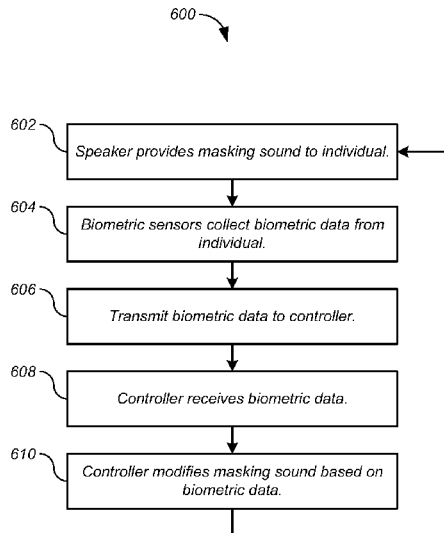 600
602
Speaker provides masking sound to individual.
604
Biometric sensors collect biometric data from
individual.
606
Transmit biometric data to controller.
608
Controller receives biometric data.
610
Controller modifies masking sound based on
biometric data.